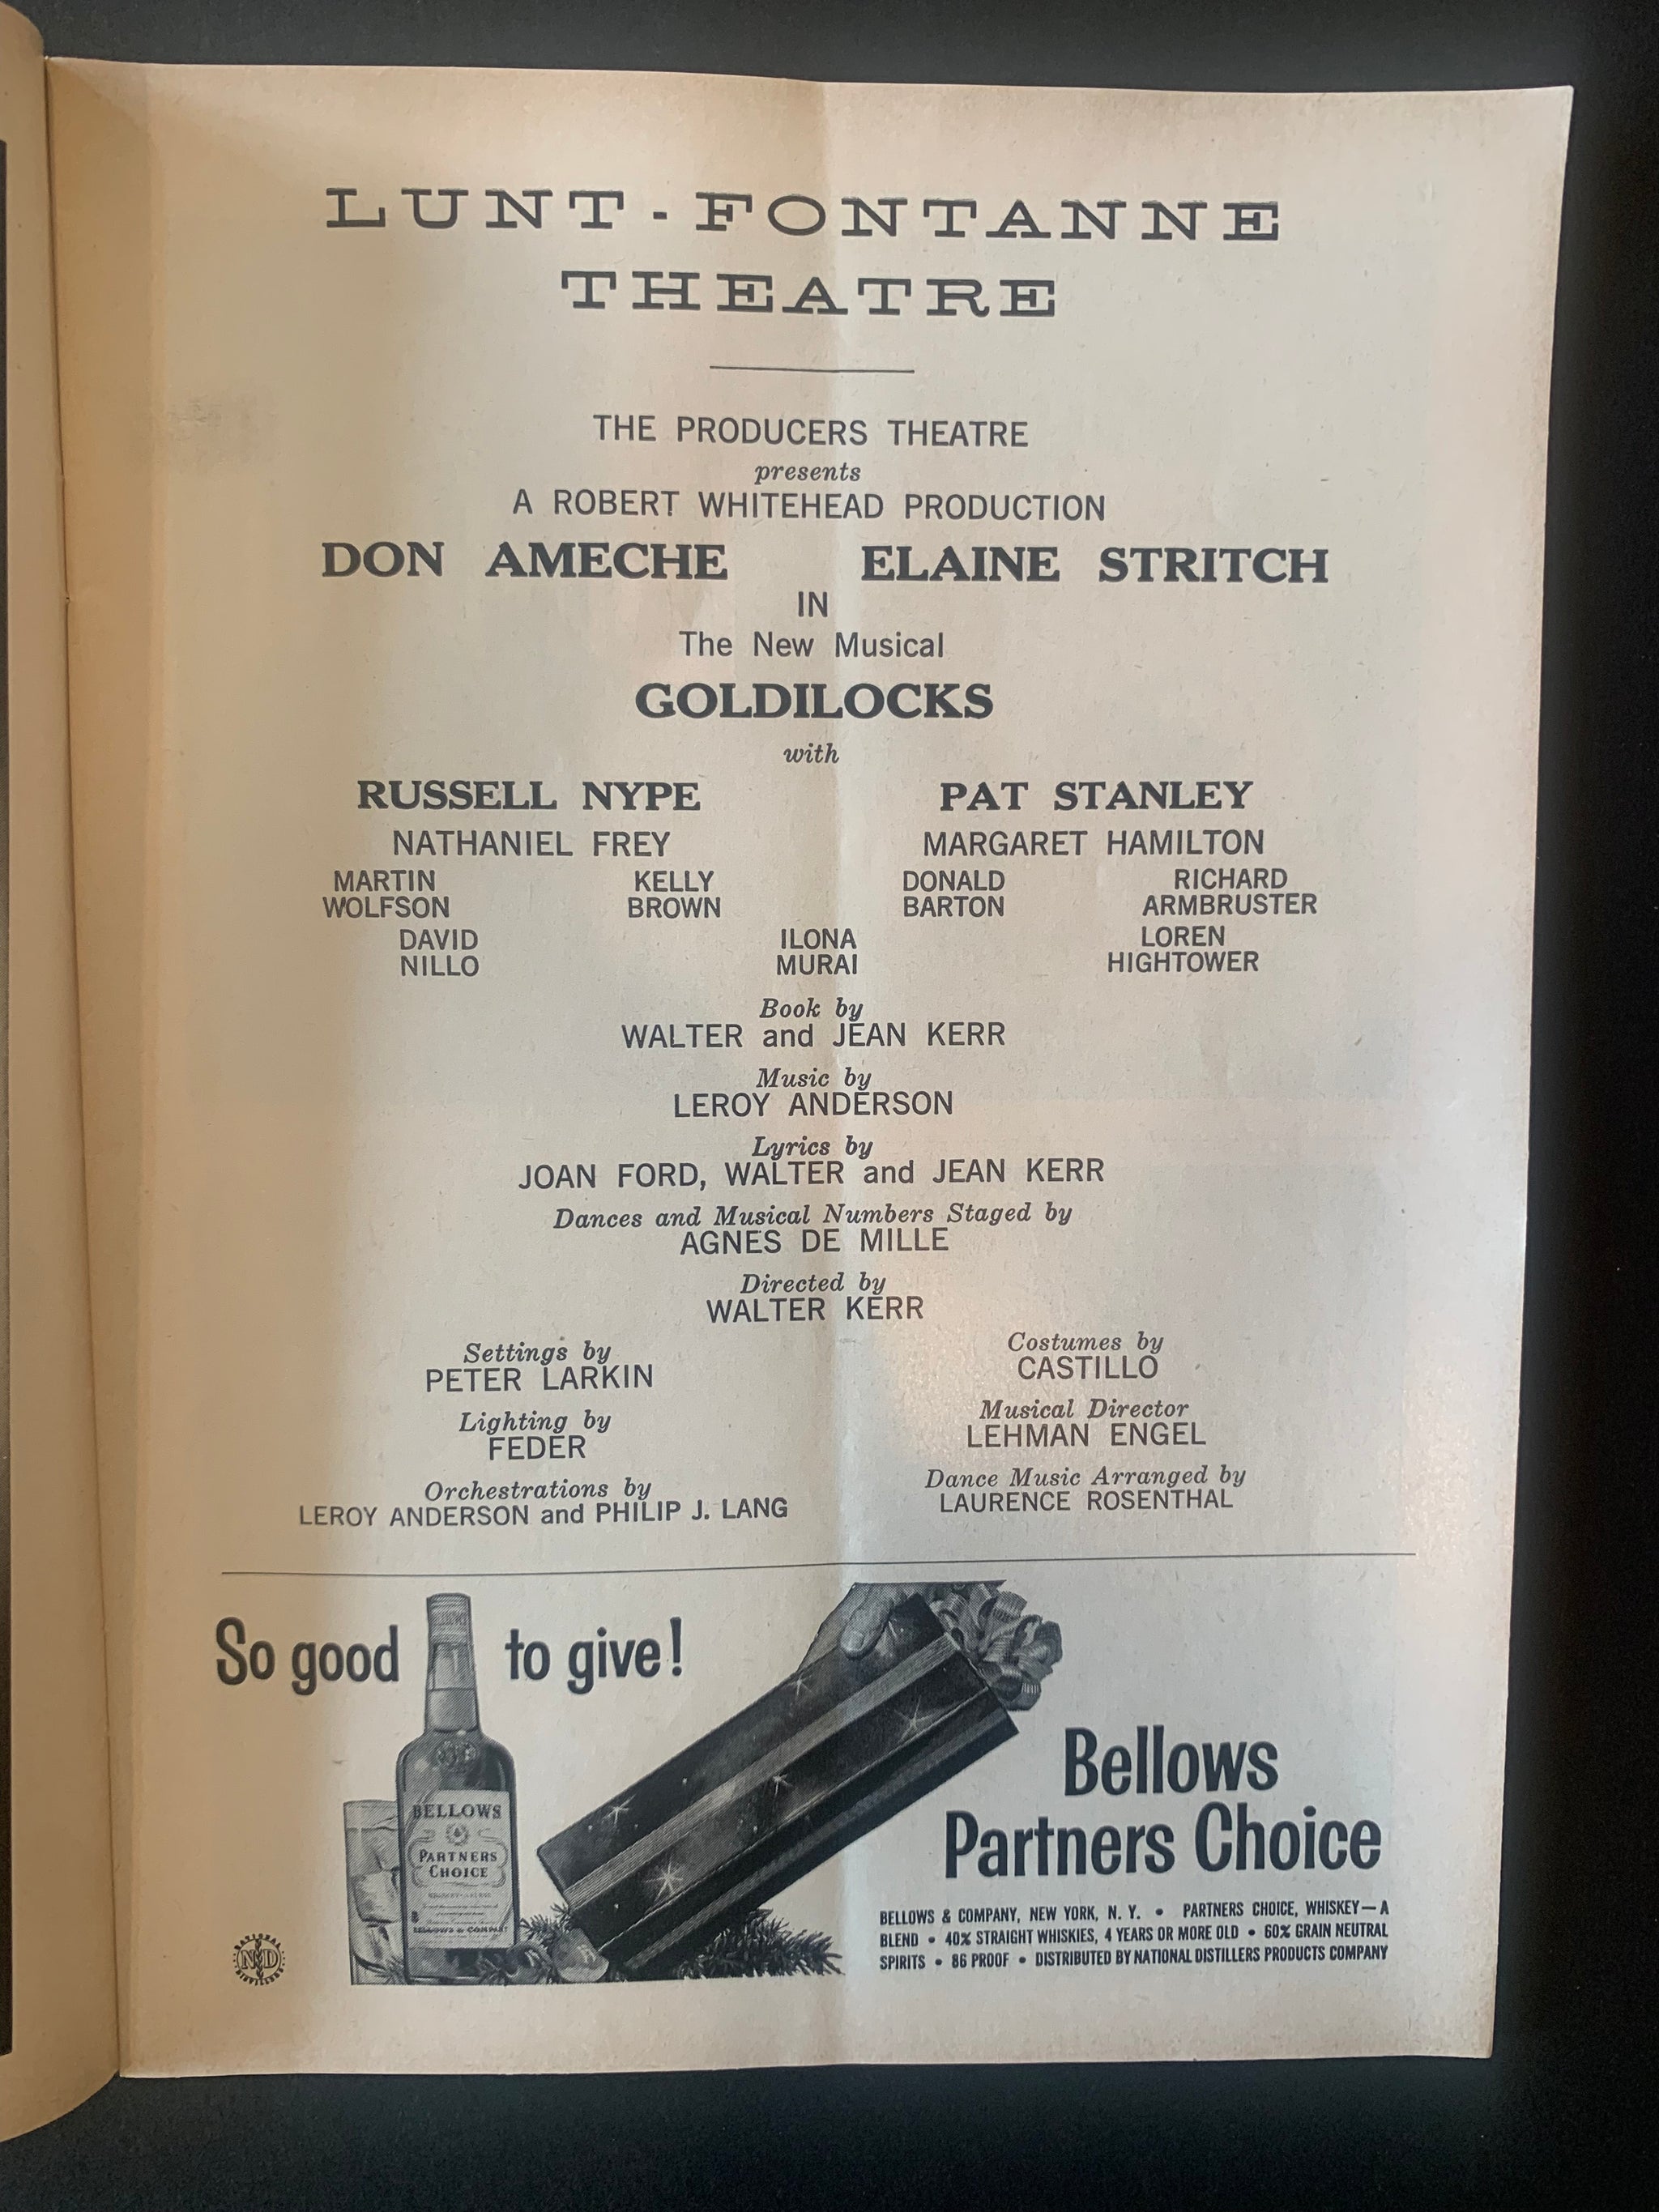 LUNT-FONTANNE
THEATRE
THE PRODUCERS THEATRE
presents
A ROBERT WHITEHEAD PRODUCTION
DON AMECHE ELAINE STRITCH
IN
The New Musical
GOLDILOCKS
with
RUSSELL NYPE PAT STANLEY
NATHANIEL FREY MARGARET HAMILTON
MARTIN KELLY DONALD RICHARD
WOLFSON BROWN BARTON ARMBRUSTER
DAVID ILONA LOREN
NILLO MURAI HIGHTOWER
Book by
WALTER and JEAN KERR
Music by
LEROY ANDERSON
Lyrics by
JOAN FORD, WALTER and JEAN KERR
Dances and Musical Numbers Staged by
AGNES DE MILLE
Directed by
WALTER KERR
Settings by
PETER LARKIN
Costumes by
CASTILLO
Lighting by
FEDER
Musical Director
LEHMAN ENGEL
Orchestrations by
LEROY ANDERSON and PHILIP J. LANG
Dance Music Arranged by
LAURENCE ROSENTHAL
So good to give!
BELLOWS
PARTNERS
CHOICE
BELLOWS & COMPANY
Bellows
Partners Choice
BELLOWS & COMPANY, NEW YORK, N. Y. • PARTNERS CHOICE, WHISKEY—A
BLEND • 40% STRAIGHT WHISKIES, 4 YEARS OR MORE OLD • 60% GRAIN NEUTRAL
SPIRITS • 86 PROOF • DISTRIBUTED BY NATIONAL DISTILLERS PRODUCTS COMPANY
NATIONAL
ND
DISTILLERS